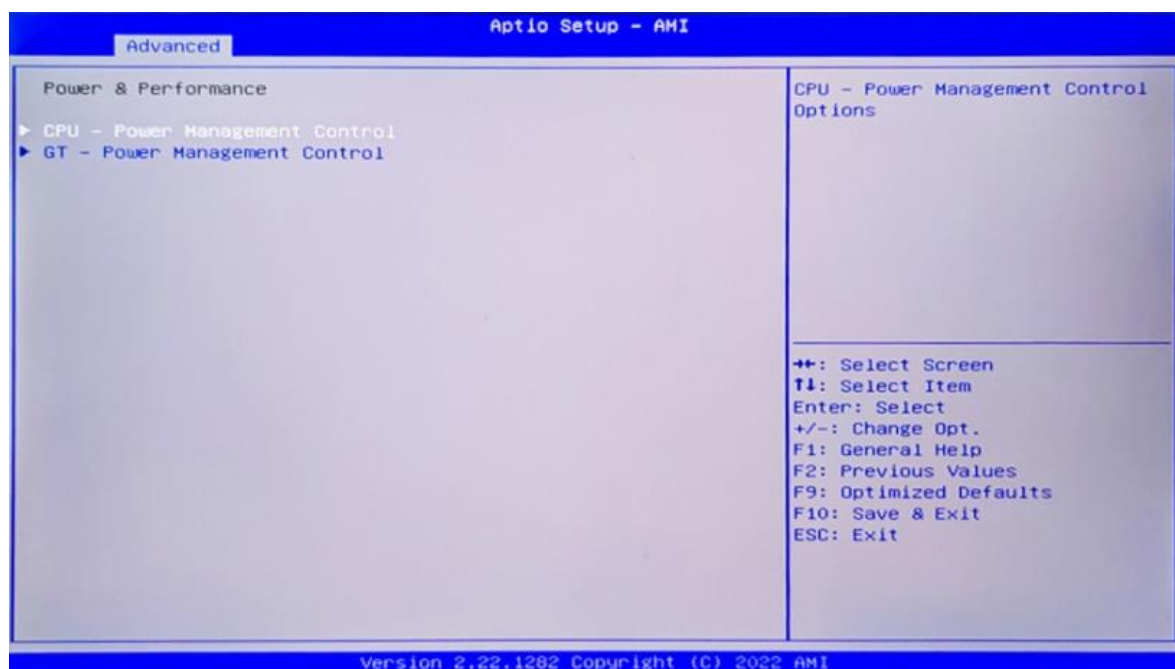 Aptio Setup - AMI
Advanced
Power & Performance
▶ CPU - Power Management Control
▶ GT - Power Management Control
CPU - Power Management Control
Options
→←: Select Screen
↑↓: Select Item
Enter: Select
+/-: Change Opt.
F1: General Help
F2: Previous Values
F9: Optimized Defaults
F10: Save & Exit
ESC: Exit
Version 2.22.1282 Copyright (C) 2022 AMI